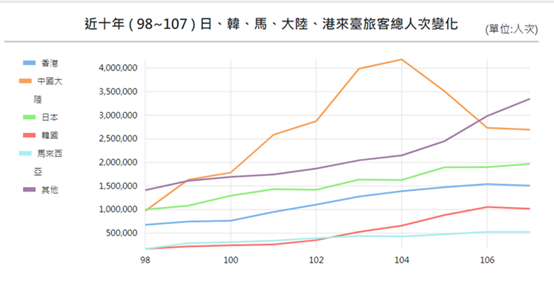 近十年 ( 98~107 ) 日、韓、馬、大陸、港來臺旅客總人次變化
(單位:人次)
香港
中國大
陸
日本
韓國
馬來西
亞
其他
4,000,000
3,500,000
3,000,000
2,500,000
2,000,000
1,500,000
1,000,000
500,000
98
100
102
104
106